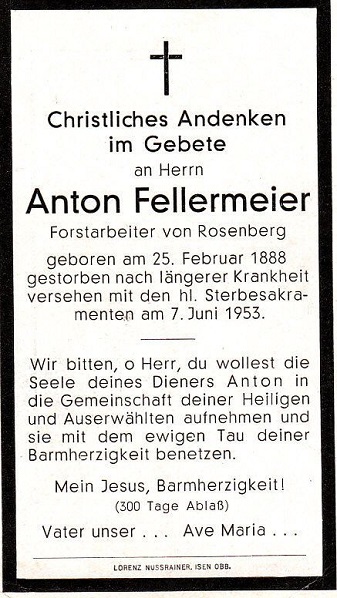 Christliches Andenken
im Gebete
an Herrn
Anton Fellermeier
Forstarbeiter von Rosenberg
geboren am 25. Februar 1888
gestorben nach längerer Krankheit
versehen mit den hl. Sterbesakra-
menten am 7. Juni 1953.
Wir bitten, o Herr, du wollest die
Seele deines Dieners Anton in
die Gemeinschaft deiner Heiligen
und Auserwählten aufnehmen und
sie mit dem ewigen Tau deiner
Barmherzigkeit benetzen.
Mein Jesus, Barmherzigkeit!
(300 Tage Ablaß)
Vater unser . . . Ave Maria . . .
LORENZ NUSSRAINER, ISEN OBB.